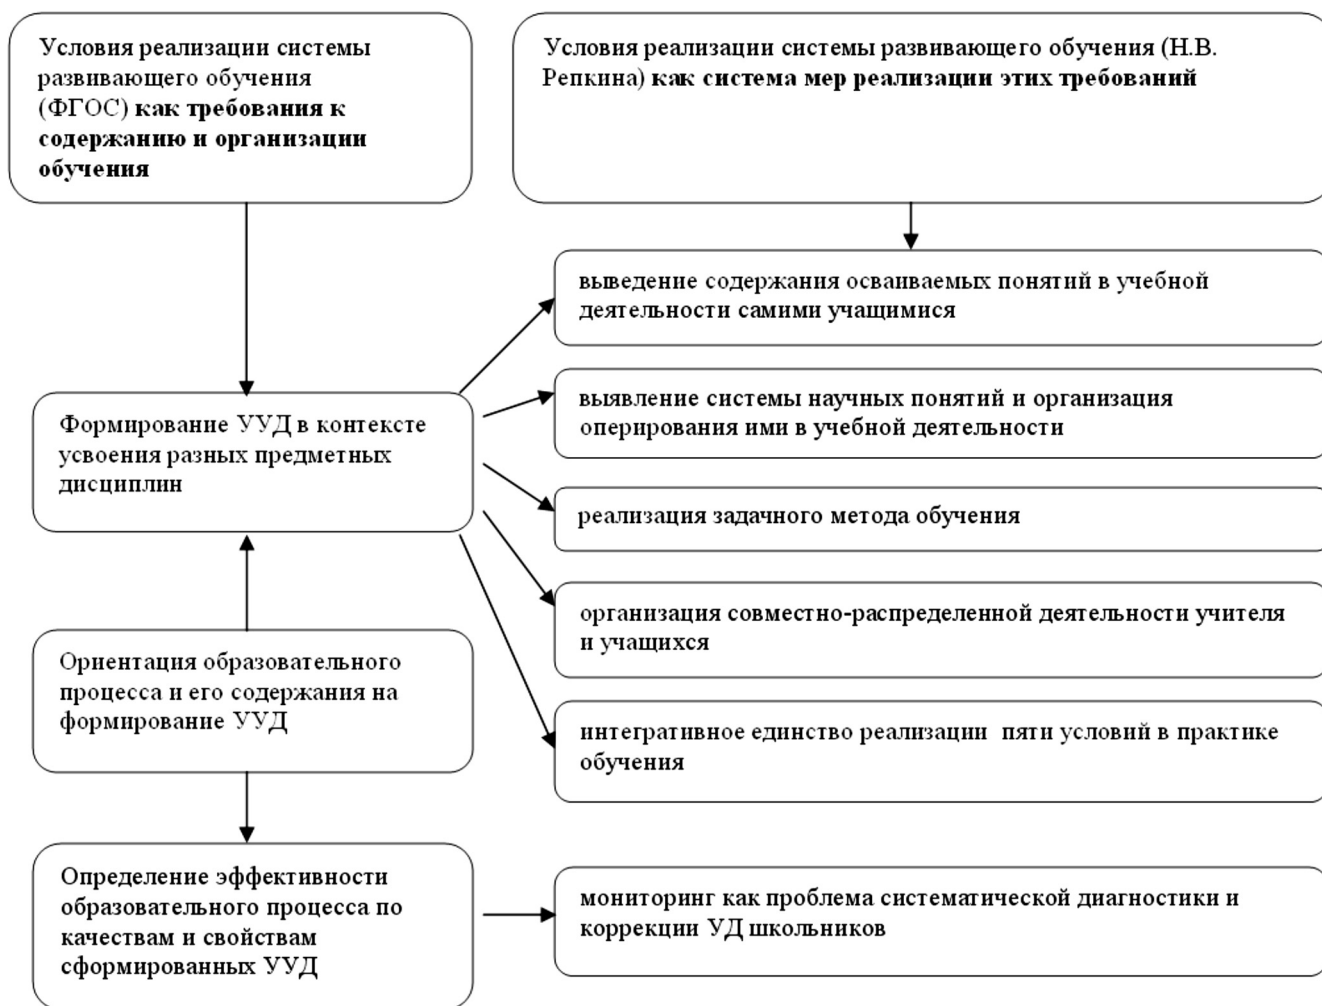 Условия реализации системы
развивающего обучения
(ФГОС) как требования к
содержанию и организации
обучения
Условия реализации системы развивающего обучения (Н.В.
Репкина) как система мер реализации этих требований
выведение содержания осваиваемых понятий в учебной
деятельности самими учащимися
выявление системы научных понятий и организация
оперирования ими в учебной деятельности
Формирование УУД в контексте
усвоения разных предметных
дисциплин
реализация задачного метода обучения
организация совместно-распределенной деятельности учителя
и учащихся
Ориентация образовательного
процесса и его содержания на
формирование УУД
интегративное единство реализации пяти условий в практике
обучения
Определение эффективности
образовательного процесса по
качествам и свойствам
сформированных УУД
мониторинг как проблема систематической диагностики и
коррекции УД школьников